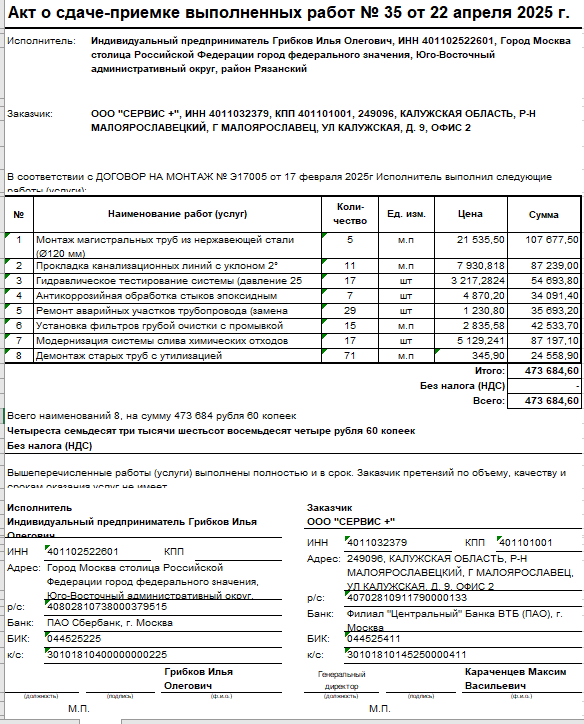 Акт о сдаче-приемке выполненных работ № 35 от 22 апреля 2025 г.
Исполнитель: Индивидуальный предприниматель Грибков Илья Олегович, ИНН 401102522601, Город Москва
столица Российской Федерации город федерального значения, Юго-Восточный
административный округ, район Рязанский
Заказчик: ООО "СЕРВИС +", ИНН 4011032379, КПП 401101001, 249096, КАЛУЖСКАЯ ОБЛАСТЬ, Р-Н
МАЛОЯРОСЛАВЕЦКИЙ, Г МАЛОЯРОСЛАВЕЦ, УЛ КАЛУЖСКАЯ, Д. 9, ОФИС 2
В соответствии с ДОГОВОР НА МОНТАЖ № Э17005 от 17 февраля 2025г Исполнитель выполнил следующие
работы (услуги):
№ Наименование работ (услуг) Коли-чество Ед. изм. Цена Сумма
1 Монтаж магистральных труб из нержавеющей стали (Ø120 мм) 5 м.п 21 535,50 107 677,50
2 Прокладка канализационных линий с уклоном 2° 11 м.п 7 930,818 87 239,00
3 Гидравлическое тестирование системы (давление 25 17 шт 3 217,2824 54 693,80
4 Антикоррозийная обработка стыков эпоксидным 7 шт 4 870,20 34 091,40
5 Ремонт аварийных участков трубопровода (замена 29 шт 1 230,80 35 693,20
6 Установка фильтров грубой очистки с промывкой 15 м.п 2 835,58 42 533,70
7 Модернизация системы слива химических отходов 17 шт 5 129,241 87 197,10
8 Демонтаж старых труб с утилизацией 71 м.п 345,90 24 558,90
Итого: 473 684,60
Без налога (НДС) -
Всего: 473 684,60
Всего наименований 8, на сумму 473 684 рубля 60 копеек
Четыреста семьдесят три тысячи шестьсот восемьдесят четыре рубля 60 копеек
Без налога (НДС)
Вышеперечисленные работы (услуги) выполнены полностью и в срок. Заказчик претензий по объему, качеству и
срокам оказания услуг не имеет.
Исполнитель
Индивидуальный предприниматель Грибков Илья
Олегович
ИНН 401102522601 КПП
Адрес: Город Москва столица Российской
Федерации город федерального значения,
Юго-Восточный административный округ,
р/с: 40802810738000379515
Банк: ПАО Сбербанк, г. Москва
БИК: 044525225
к/с: 30101810400000000225
Грибков Илья
Олегович
(должность) (подпись) (ф.и.о.)
М.П.
Заказчик
ООО "СЕРВИС +"
ИНН 4011032379 КПП 401101001
Адрес: 249096, КАЛУЖСКАЯ ОБЛАСТЬ, Р-Н
МАЛОЯРОСЛАВЕЦКИЙ, Г МАЛОЯРОСЛАВЕЦ,
УЛ КАЛУЖСКАЯ, Д. 9, ОФИС 2
р/с: 40702810911790000133
Банк: Филиал "Центральный" Банка ВТБ (ПАО), г.
Москва
БИК: 044525411
к/с: 30101810145250000411
Генеральный
директор
Караченцев Максим
Васильевич
(должность) (подпись) (ф.и.о.)
М.П.